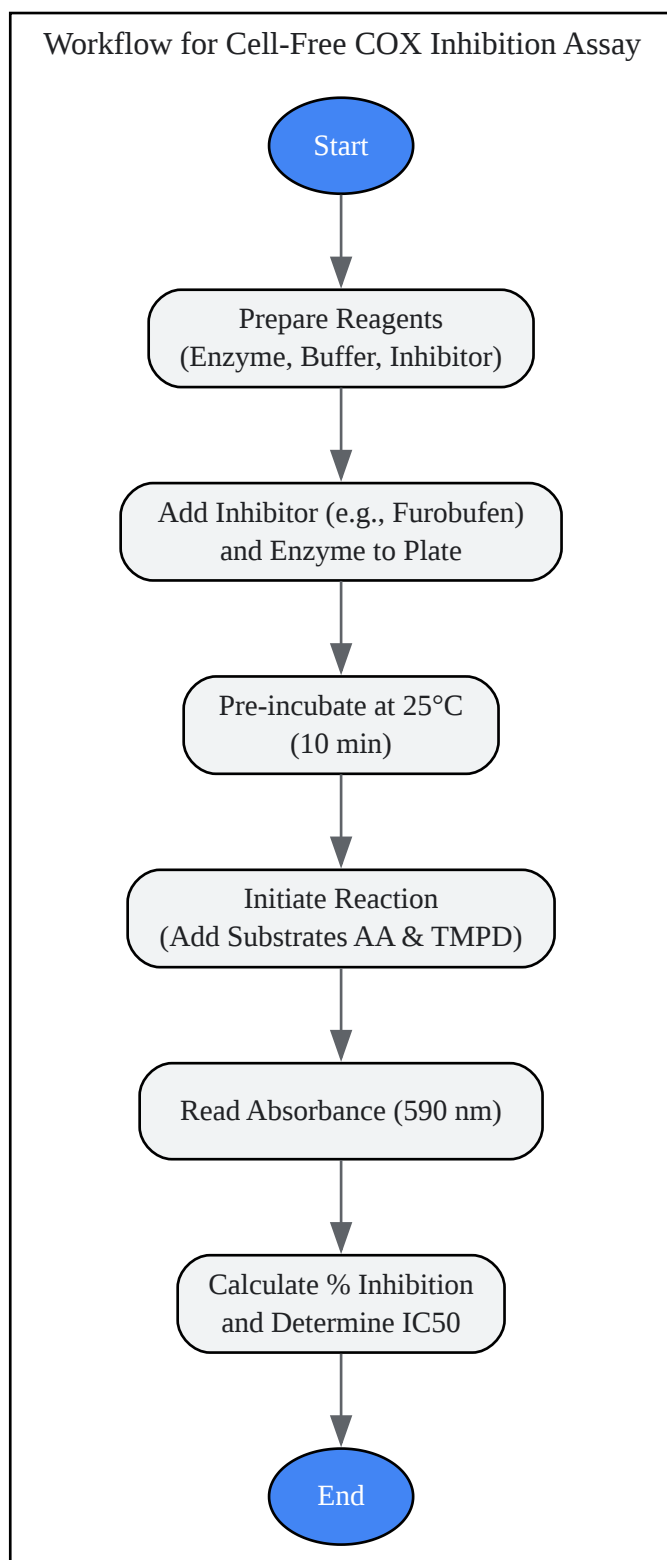 Workflow for Cell-Free COX Inhibition Assay
Start
Prepare Reagents
(Enzyme, Buffer, Inhibitor)
Add Inhibitor (e.g., Furobufen)
and Enzyme to Plate
Pre-incubate at 25°C
(10 min)
Initiate Reaction
(Add Substrates AA & TMPD)
Read Absorbance (590 nm)
Calculate % Inhibition
and Determine IC50
End